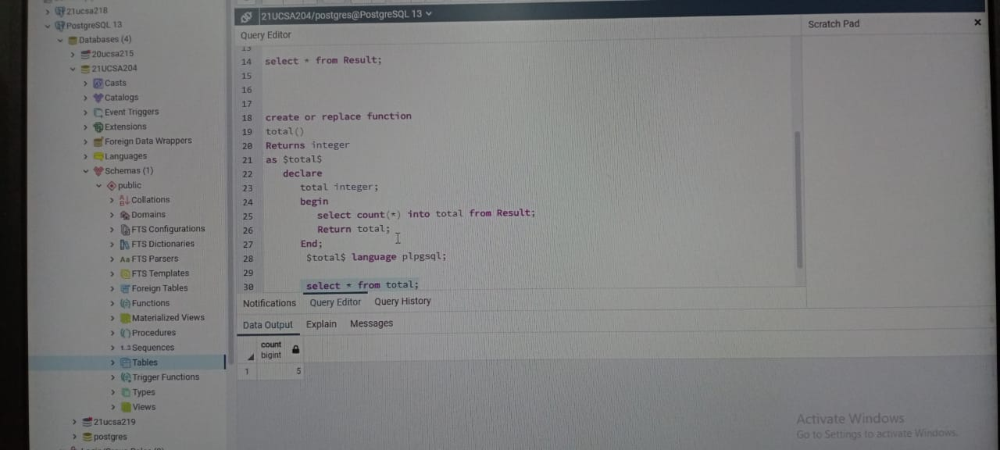 21ucsa218
PostgreSQL 13
Databases (4)
20ucsa215
21UCSA204
Casts
Catalogs
Event Triggers
Extensions
Foreign Data Wrappers
Languages
Schemas (1)
public
Collations
Domains
FTS Configurations
FTS Dictionaries
FTS Parsers
FTS Templates
Foreign Tables
Functions
Materialized Views
Procedures
1..3 Sequences
Tables
Trigger Functions
Types
Views
21ucsa219
postgres
21UCSA204/postgres@PostgreSQL 13
Query Editor
13
14 select * from Result;
15
16
17
18 create or replace function
19 total()
20 Returns integer
21 as $total$
22 declare
23 total integer;
24 begin
25 select count(*) into total from Result;
26 Return total;
27 End;
28 $total$ language plpgsql;
29
30 select * from total;
Scratch Pad
Notifications Query Editor Query History
Data Output Explain Messages
count
bigint
1 5
Activate Windows
Go to Settings to activate Windows.